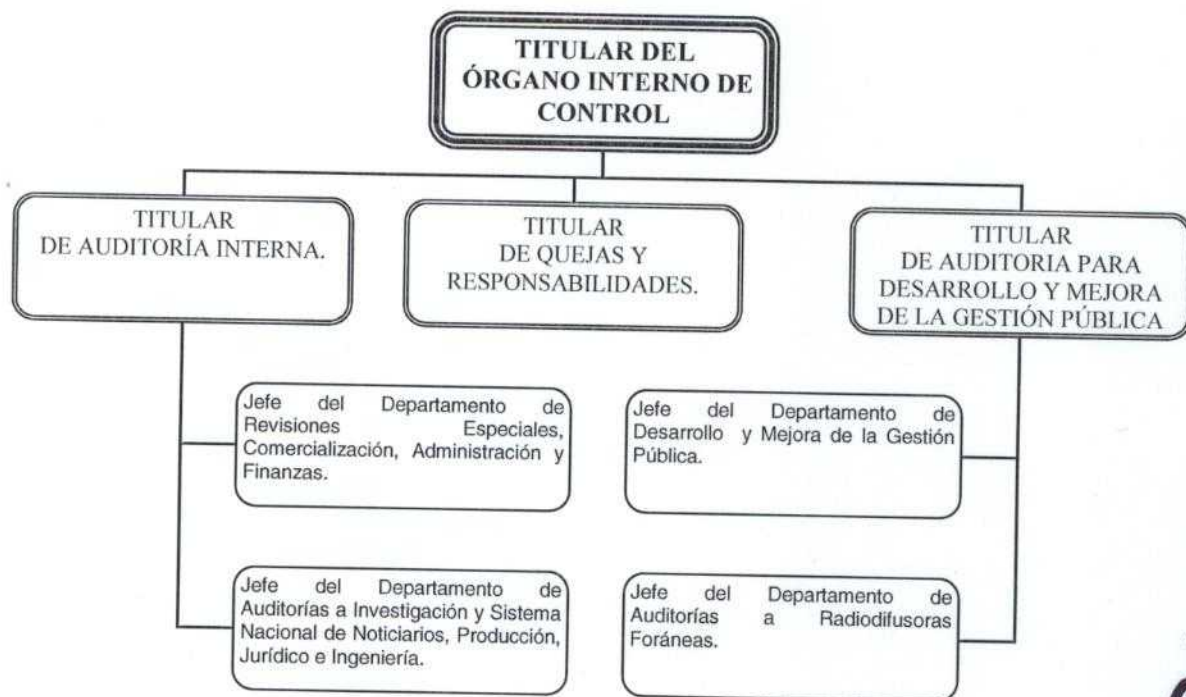 TITULAR DEL
ÓRGANO INTERNO DE
CONTROL
TITULAR
DE AUDITORÍA INTERNA.
TITULAR
DE QUEJAS Y
RESPONSABILIDADES.
TITULAR
DE AUDITORIA PARA
DESARROLLO Y MEJORA
DE LA GESTIÓN PÚBLICA
Jefe del Departamento de
Revisiones Especiales,
Comercialización, Administración y
Finanzas.
Jefe del Departamento de
Desarrollo y Mejora de la Gestión
Pública.
Jefe del Departamento de
Auditorías a Investigación y Sistema
Nacional de Noticiarios, Producción,
Jurídico e Ingeniería.
Jefe del Departamento de
Auditorías a Radiodifusoras
Foráneas.